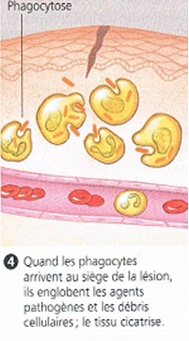 Phagocytose
4 Quand les phagocytes
arrivent au siège de la lésion,
ils englobent les agents
pathogènes et les débris
cellulaires ; le tissu cicatrise.